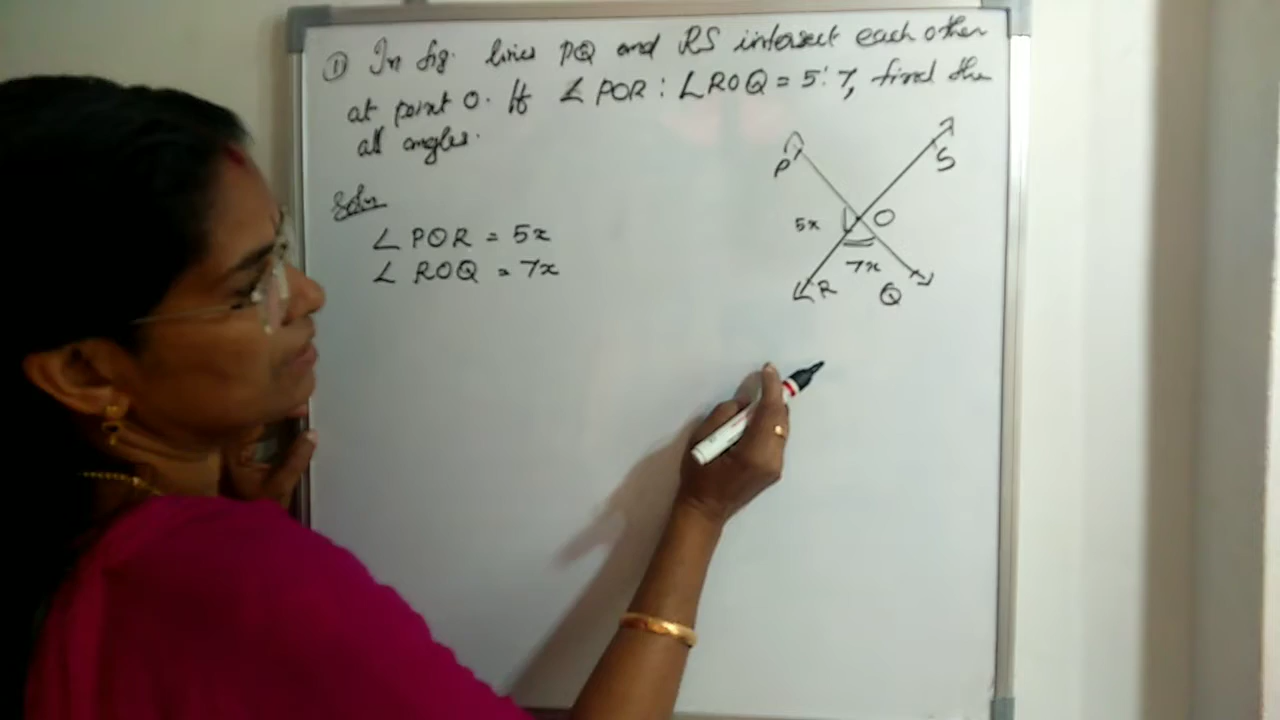 ① In fig. lines PQ and RS intersect each other
at point O. If ∠ POR : ∠ROQ = 5:7, find the
all angles.
Soln
∠ POR = 5x
∠ ROQ = 7x
P
S
5x
O
7x
R
Q